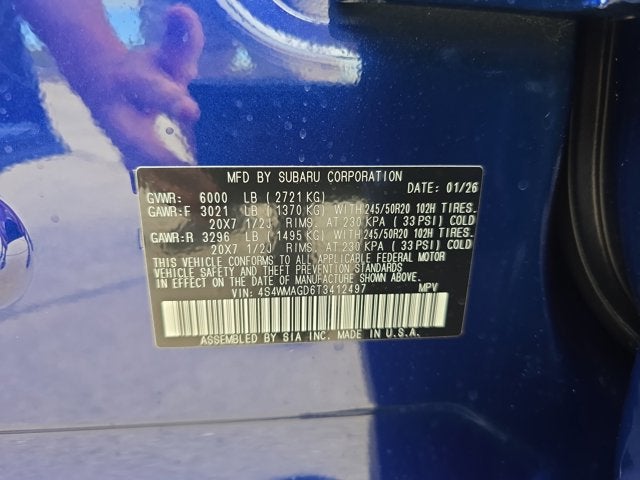 MFD BY SUBARU CORPORATION DATE: 01/26
GVWR: 6000 LB ( 2721 KG)
GAWR:F 3021 LB ( 1370 KG) WITH 245/50R20 102H TIRES.
20X7 1/2J RIMS. AT 230 KPA ( 33 PSI) COLD
GAWR:R 3296 LB ( 1495 KG) WITH 245/50R20 102H TIRES.
20X7 1/2J RIMS. AT 230 KPA ( 33 PSI) COLD
THIS VEHICLE CONFORMS TO ALL APPLICABLE FEDERAL MOTOR
VEHICLE SAFETY AND THEFT PREVENTION STANDARDS
IN EFFECT ON THE DATE OF MANUFACTURE SHOWN ABOVE.
VIN: 4S4WMAGD6T3412497 MPV
ASSEMBLED BY SIA INC. MADE IN U.S.A.